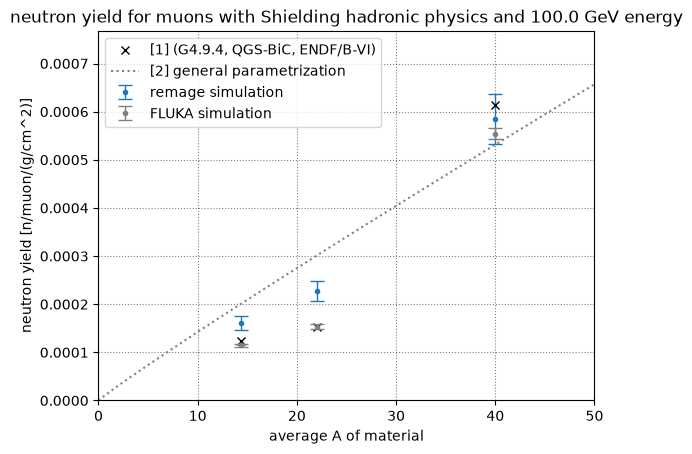 neutron yield for muons with Shielding hadronic physics and 100.0 GeV energy
[1] (G4.9.4, QGS-BiC, ENDF/B-VI)
[2] general parametrization
remage simulation
FLUKA simulation
neutron yield [n/muon/(g/cm^2)]
0.0007
0.0006
0.0005
0.0004
0.0003
0.0002
0.0001
0.0000
0 10 20 30 40 50
average A of material